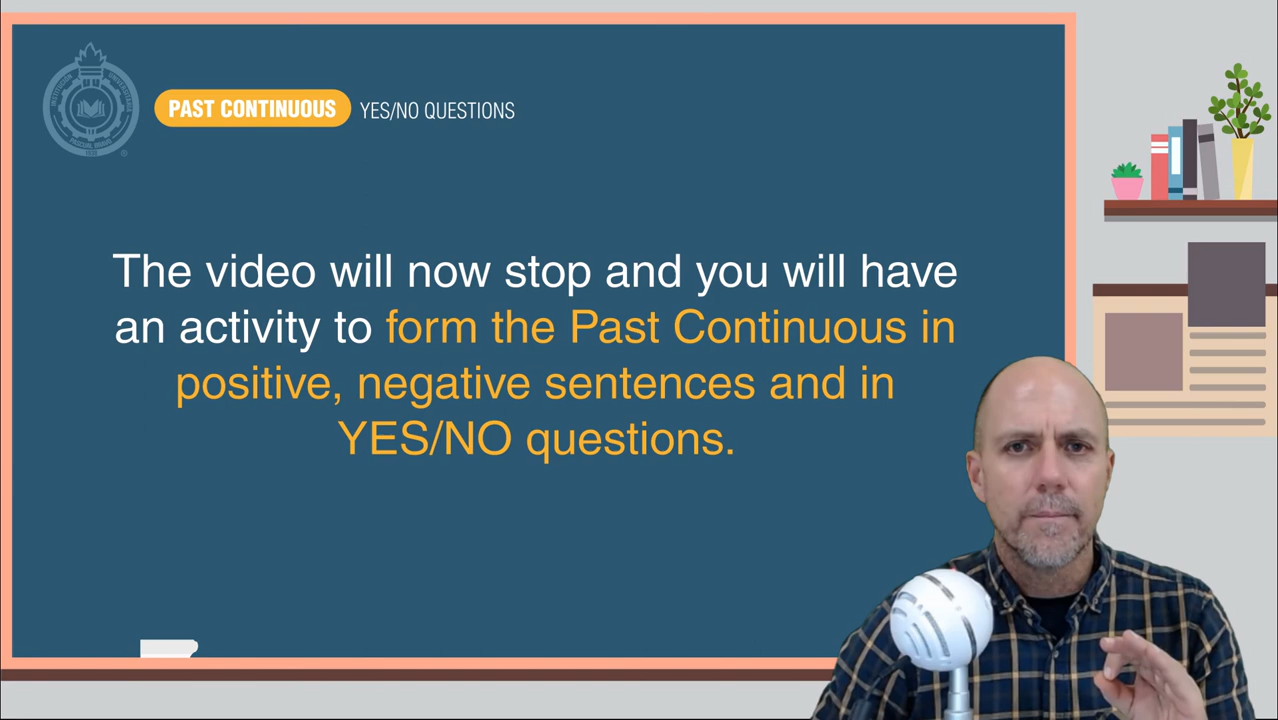 PAST CONTINUOUS YES/NO QUESTIONS
The video will now stop and you will have
an activity to form the Past Continuous in
positive, negative sentences and in
YES/NO questions.